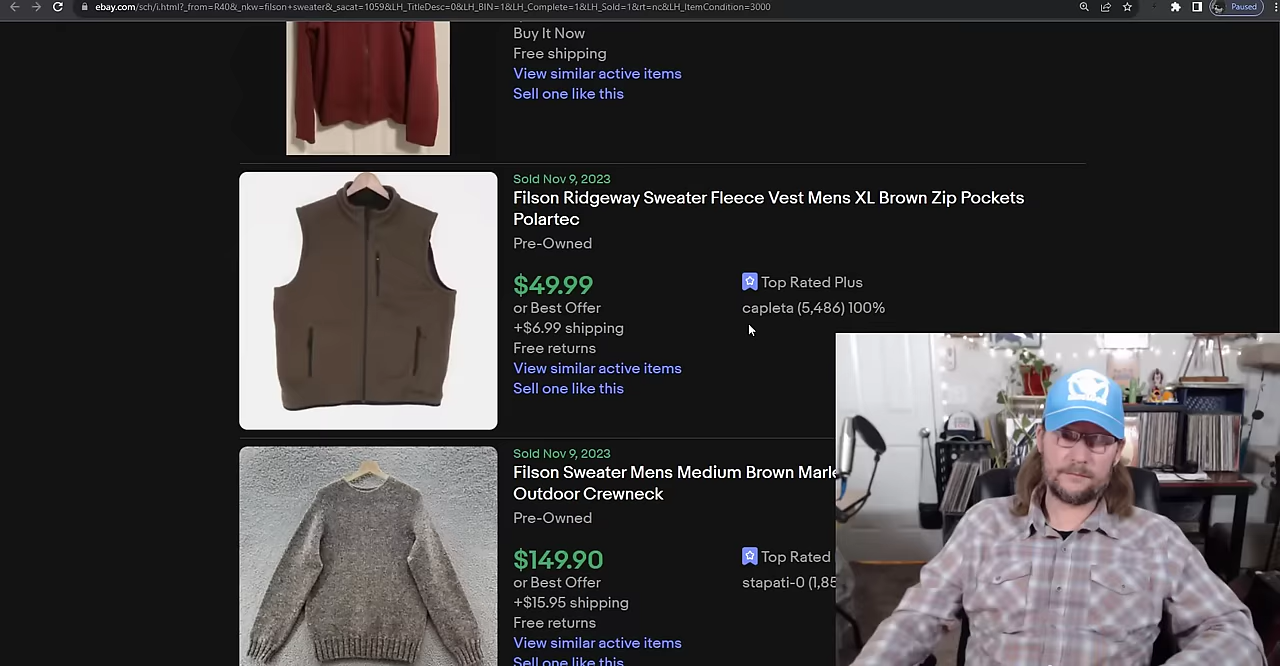 ebay.com/sch/i.html?_from=R40&_nkw=filson+sweater&_sacat=1059&LH_TitleDesc=0&LH_BIN=1&LH_Complete=1&LH_Sold=1&rt=nc&LH_ItemCondition=3000
Paused
Buy It Now
Free shipping
View similar active items
Sell one like this
Sold Nov 9, 2023
Filson Ridgeway Sweater Fleece Vest Mens XL Brown Zip Pockets
Polartec
Pre-Owned
$49.99
Top Rated Plus
or Best Offer
capleta (5,486) 100%
+$6.99 shipping
Free returns
View similar active items
Sell one like this
Sold Nov 9, 2023
Filson Sweater Mens Medium Brown Marle
Outdoor Crewneck
Pre-Owned
$149.90
Top Rated
or Best Offer
stapati-0 (1,85
+$15.95 shipping
Free returns
View similar active items
Sell one like this